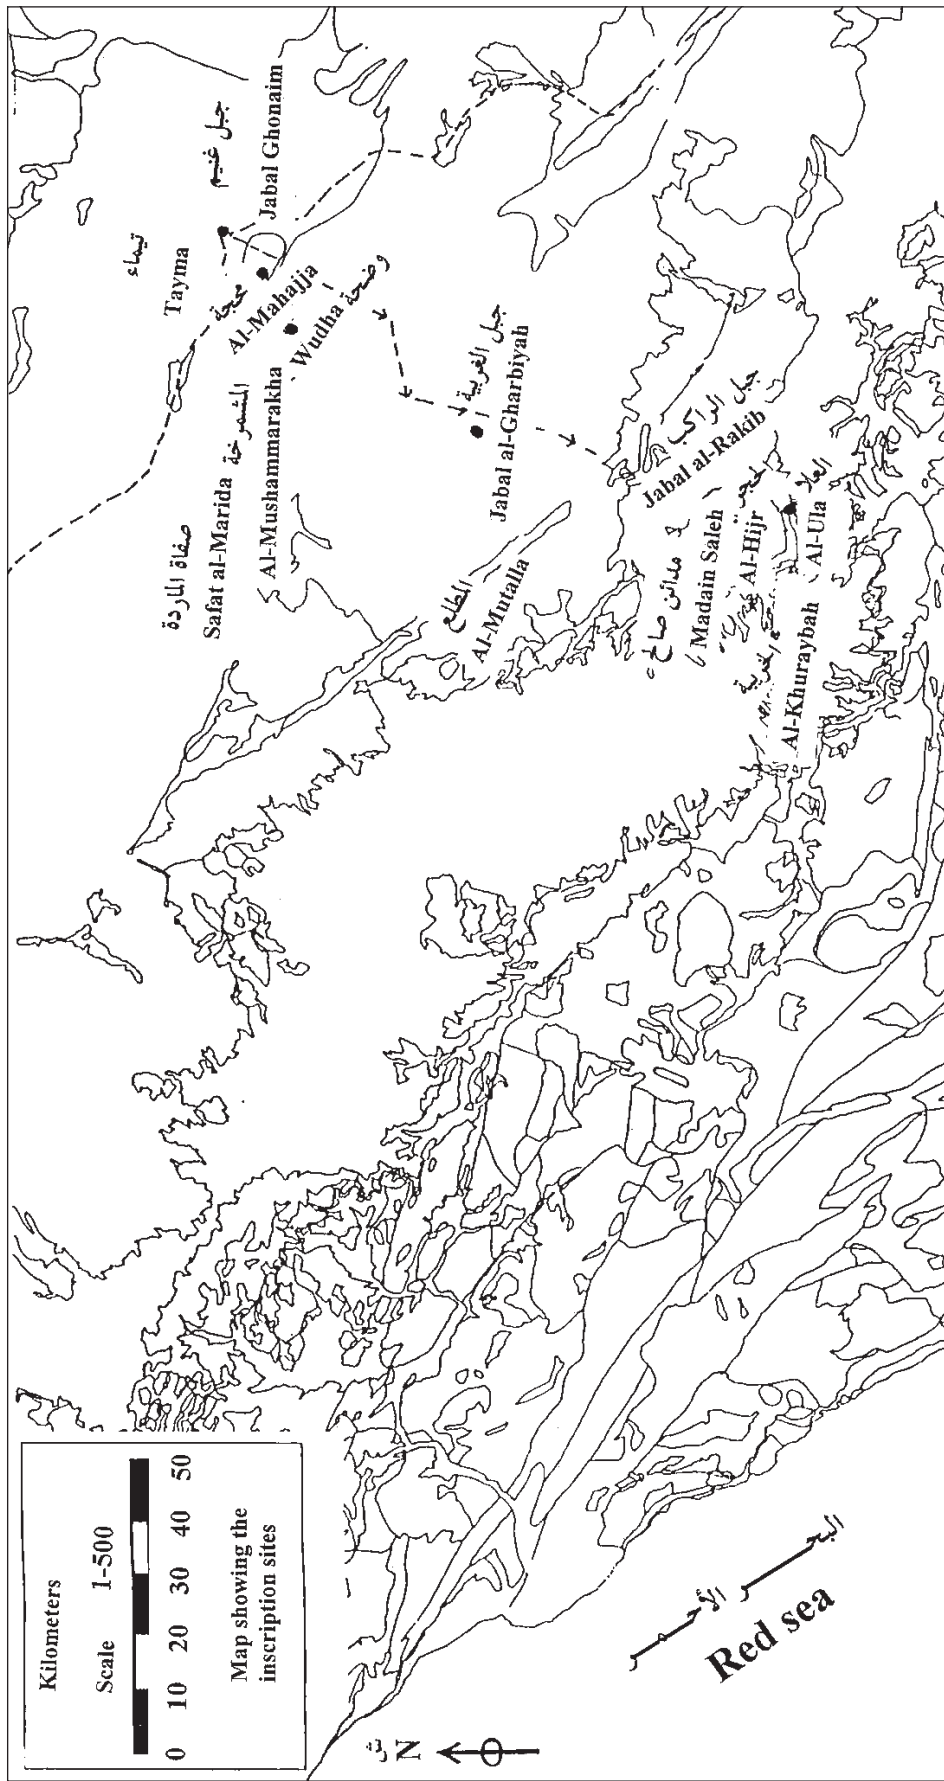 Kilometers
Scale 1-500
0 10 20 30 40 50
Map showing the
inscription sites
ش
N
البحر الأحمر
Red sea
تيماء
Tayma
جبل غنيم
Jabal Ghonaim
محجة
Al-Mahajja
وضحة
Wudha
صفاة الماردة
Safat al-Marida
المشمرخة
Al-Mushammarakha
جبل الغربية
Jabal al-Gharbiyah
المطلع
Al-Mutalla
جبل الراكب
Jabal al-Rakib
مدائن صالح
Madain Saleh
الحجر
Al-Hijr
العلا
Al-Ula
الخريبة
Al-Khuraybah